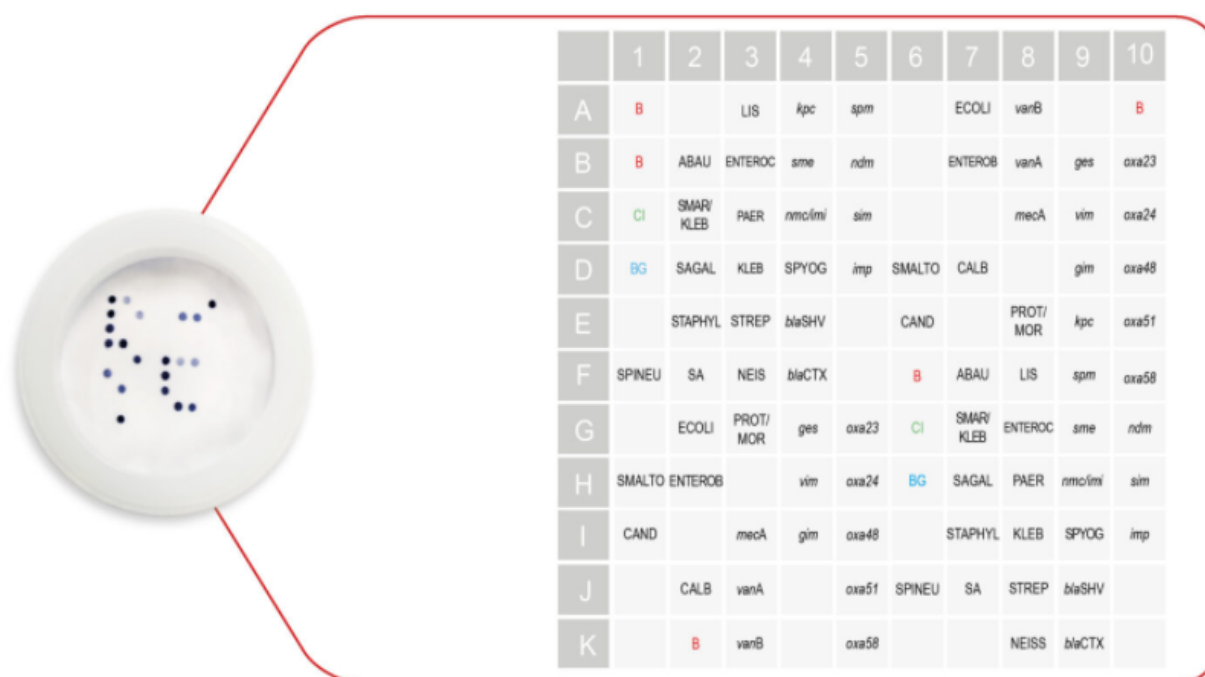 1 2 3 4 5 6 7 8 9 10
A B LIS kpc spm ECOLI vanB B
B B ABAU ENTEROC sme ndm ENTEROB vanA ges oxa23
C CI SMAR/KLEB PAER nmc/imi sim mecA vim oxa24
D BG SAGAL KLEB SPYOG imp SMALTO CALB gim oxa48
E STAPHYL STREP blaSHV CAND PROT/MOR kpc oxa51
F SPINEU SA NEIS blaCTX B ABAU LIS spm oxa58
G ECOLI PROT/MOR ges oxa23 CI SMAR/KLEB ENTEROC sme ndm
H SMALTO ENTEROB vim oxa24 BG SAGAL PAER nmc/imi sim
I CAND mecA gim oxa48 STAPHYL KLEB SPYOG imp
J CALB vanA oxa51 SPINEU SA STREP blaSHV
K B vanB oxa58 NEISS blaCTX